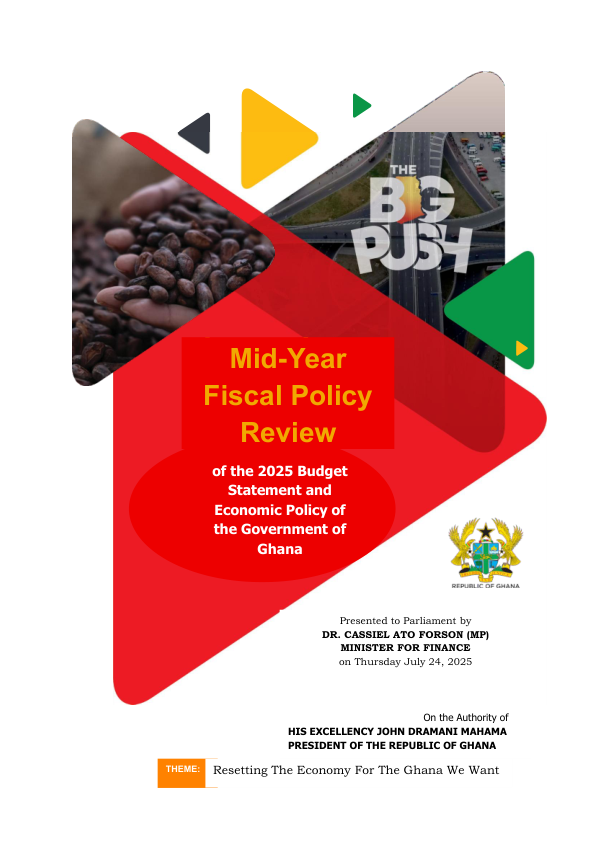 THE
BIG
PUSH
Mid-Year
Fiscal Policy
Review
of the 2025 Budget
Statement and
Economic Policy of
the Government of
Ghana
REPUBLIC OF GHANA
Presented to Parliament by
DR. CASSIEL ATO FORSON (MP)
MINISTER FOR FINANCE
on Thursday July 24, 2025
On the Authority of
HIS EXCELLENCY JOHN DRAMANI MAHAMA
PRESIDENT OF THE REPUBLIC OF GHANA
THEME: Resetting The Economy For The Ghana We Want